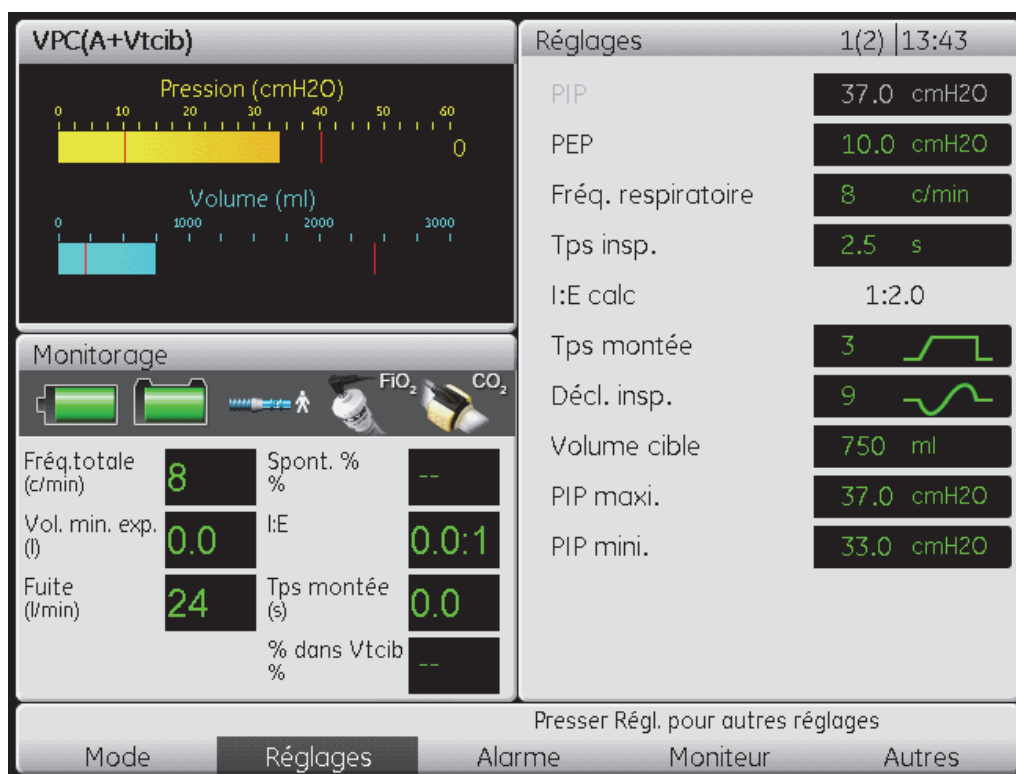 VPC(A+Vtcib)
Pression (cmH2O)
0 10 20 30 40 50 60
0
Volume (ml)
0 1000 2000 3000
Monitorage
FiO2 CO2
Fréq.totale
(c/min)
8
Spont. %
%
--
Vol. min. exp.
(l)
0.0
I:E
0.0:1
Fuite
(l/min)
24
Tps montée
(s)
0.0
% dans Vtcib
%
--
Réglages 1(2) |13:43
PIP 37.0 cmH2O
PEP 10.0 cmH2O
Fréq. respiratoire 8 c/min
Tps insp. 2.5 s
I:E calc 1:2.0
Tps montée 3
Décl. insp. 9
Volume cible 750 ml
PIP maxi. 37.0 cmH2O
PIP mini. 33.0 cmH2O
Presser Régl. pour autres réglages
Mode Réglages Alarme Moniteur Autres